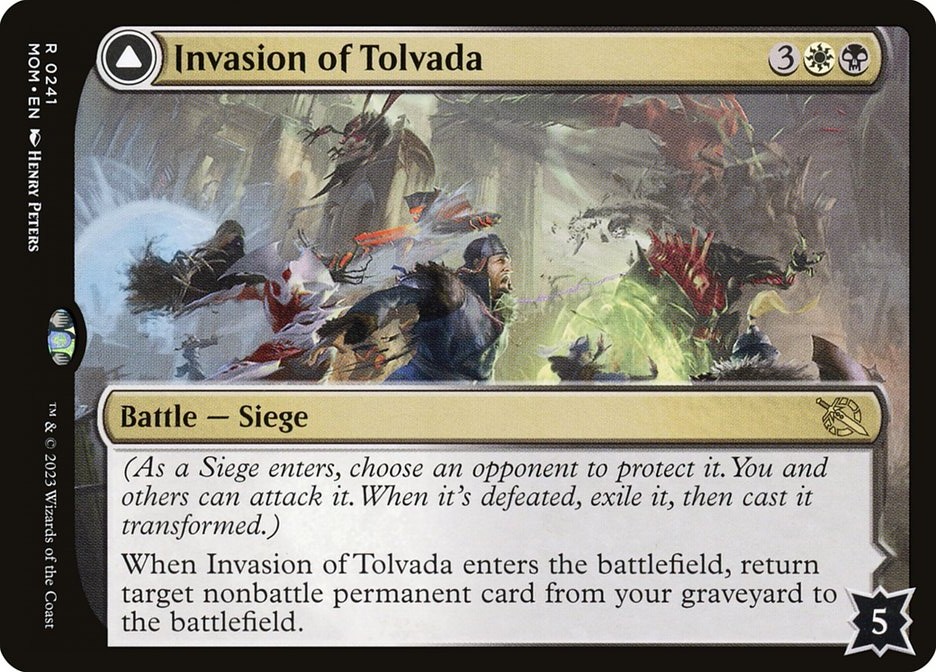 Invasion of Tolvada 3
Battle — Siege
(As a Siege enters, choose an opponent to protect it. You and
others can attack it. When it's defeated, exile it, then cast it
transformed.)
When Invasion of Tolvada enters the battlefield, return
target nonbattle permanent card from your graveyard to
the battlefield.
5
R 0241
MOM • EN HENRY PETERS
™ & © 2023 Wizards of the Coast